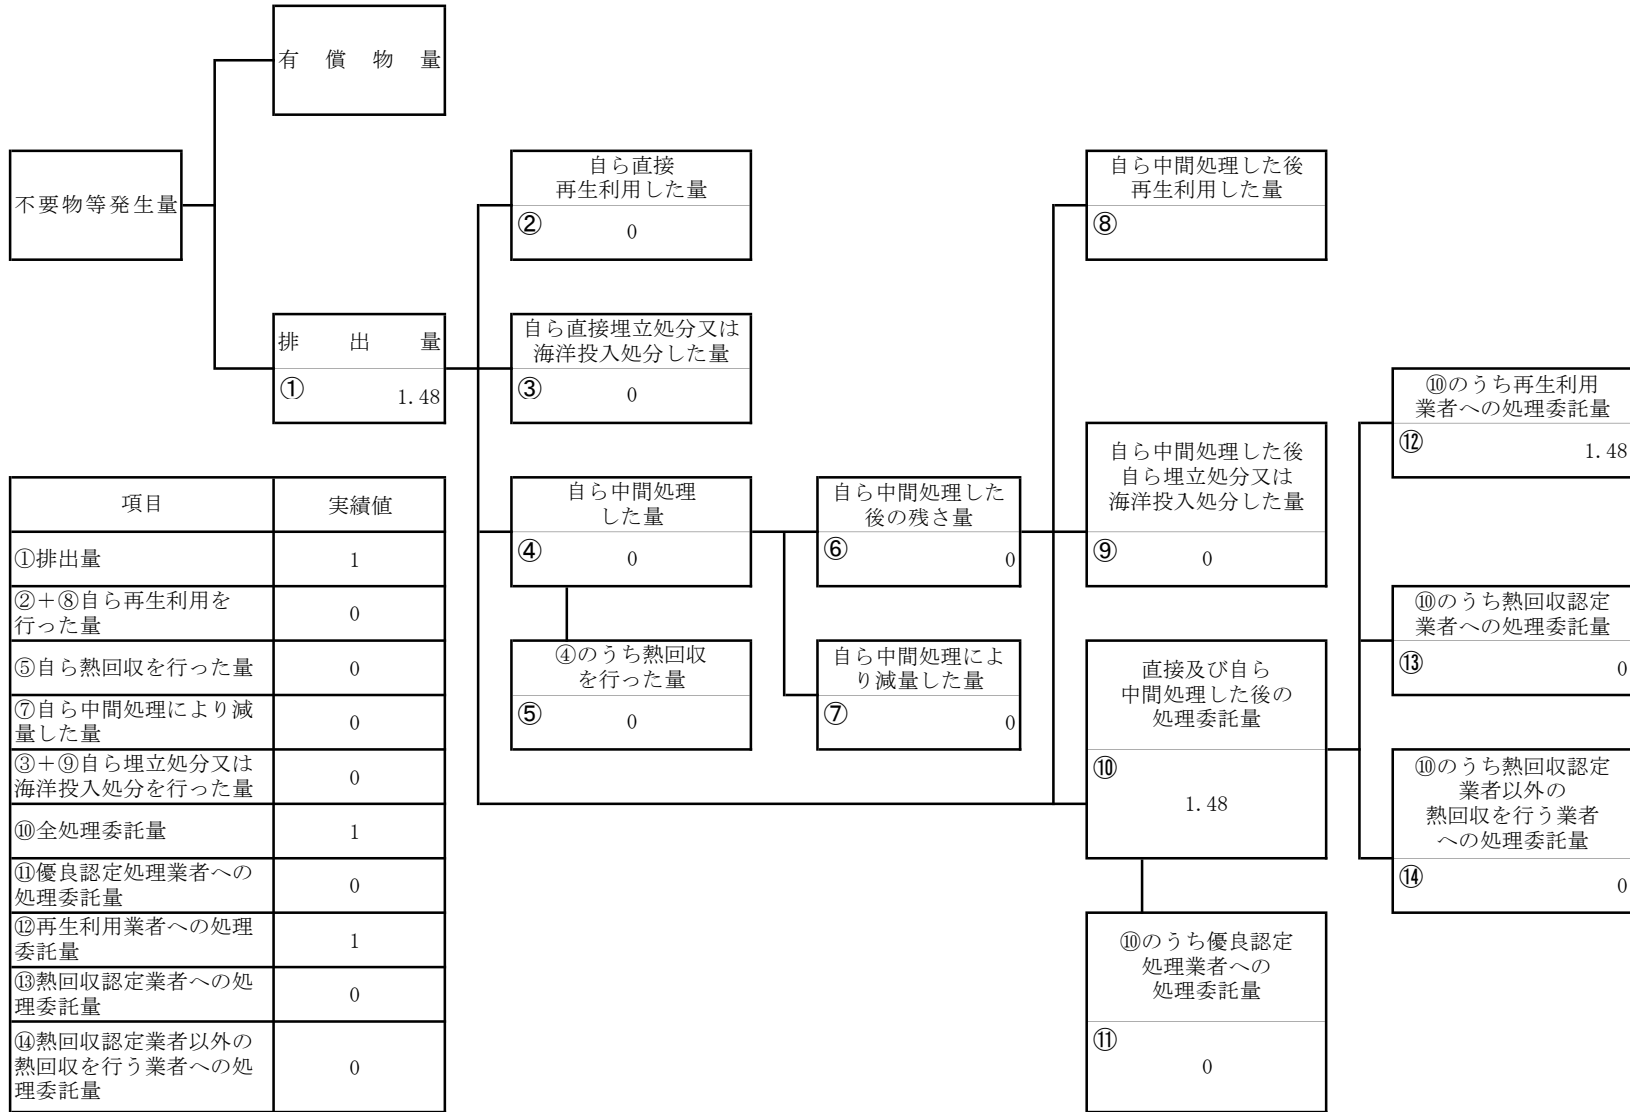 有償物量
不要物等発生量
自ら直接
再生利用した量
② 0
自ら中間処理した後
再生利用した量
⑧
排出量
① 1.48
自ら直接埋立処分又は
海洋投入処分した量
③ 0
⑩のうち再生利用
業者への処理委託量
⑫ 1.48
自ら中間処理
した量
④ 0
自ら中間処理した
後の残さ量
⑥ 0
自ら中間処理した後
自ら埋立処分又は
海洋投入処分した量
⑨ 0
④のうち熱回収
を行った量
⑤ 0
自ら中間処理によ
り減量した量
⑦ 0
直接及び自ら
中間処理した後の
処理委託量
⑩
1.48
⑩のうち熱回収認定
業者への処理委託量
⑬ 0
⑩のうち熱回収認定
業者以外の
熱回収を行う業者
への処理委託量
⑭ 0
⑩のうち優良認定
処理業者への
処理委託量
⑪
0
項目 実績値
①排出量 1
②+⑧自ら再生利用を
行った量 0
⑤自ら熱回収を行った量 0
⑦自ら中間処理により減
量した量 0
③+⑨自ら埋立処分又は
海洋投入処分を行った量 0
⑩全処理委託量 1
⑪優良認定処理業者への
処理委託量 0
⑫再生利用業者への処理
委託量 1
⑬熱回収認定業者への処
理委託量 0
⑭熱回収認定業者以外の
熱回収を行う業者への処
理委託量 0